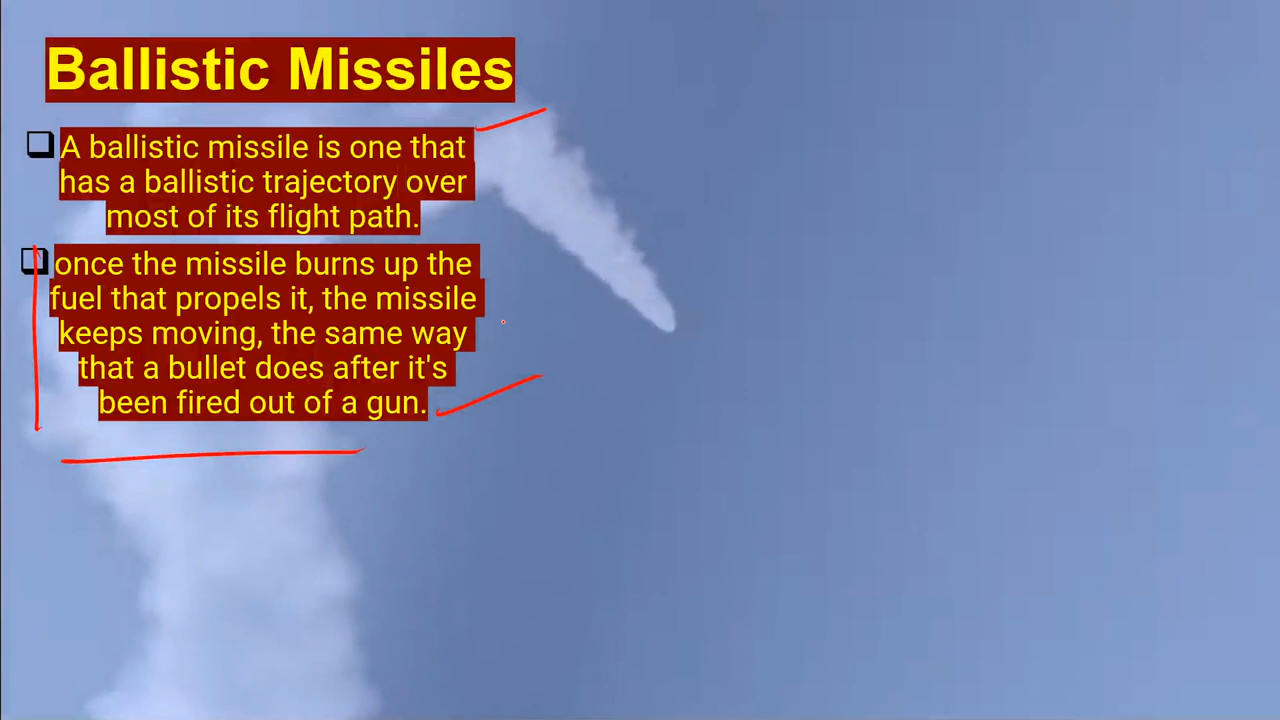 Ballistic Missiles
A ballistic missile is one that
has a ballistic trajectory over
most of its flight path.
once the missile burns up the
fuel that propels it, the missile
keeps moving, the same way
that a bullet does after it's
been fired out of a gun.